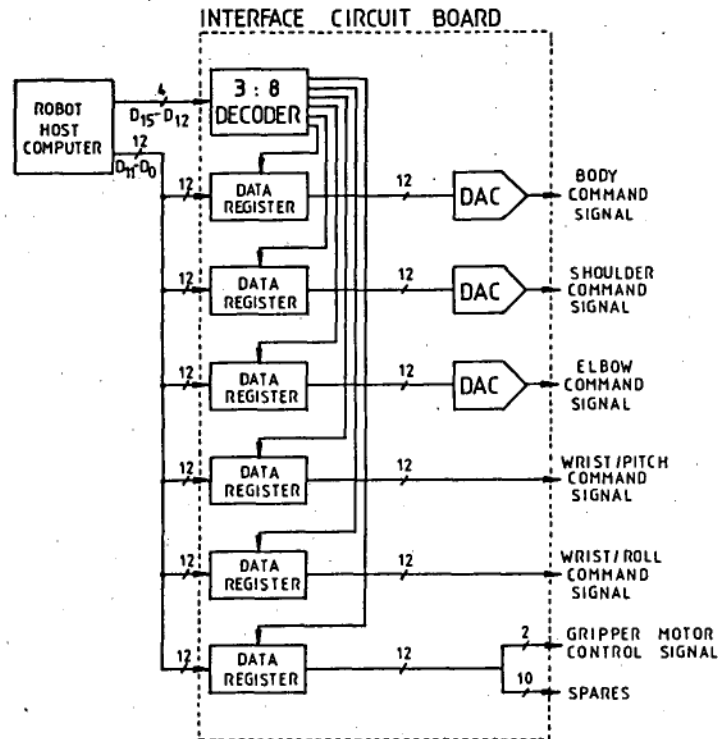 INTERFACE CIRCUIT BOARD
ROBOT
HOST
COMPUTER
4
D15-D12
12
D11-D0
3 : 8
DECODER
12
DATA
REGISTER
12
DAC
BODY
COMMAND
SIGNAL
12
DATA
REGISTER
12
DAC
SHOULDER
COMMAND
SIGNAL
12
DATA
REGISTER
12
DAC
ELBOW
COMMAND
SIGNAL
12
DATA
REGISTER
12
WRIST/PITCH
COMMAND
SIGNAL
12
DATA
REGISTER
12
WRIST/ROLL
COMMAND
SIGNAL
12
DATA
REGISTER
12
2
GRIPPER MOTOR
CONTROL SIGNAL
10
SPARES